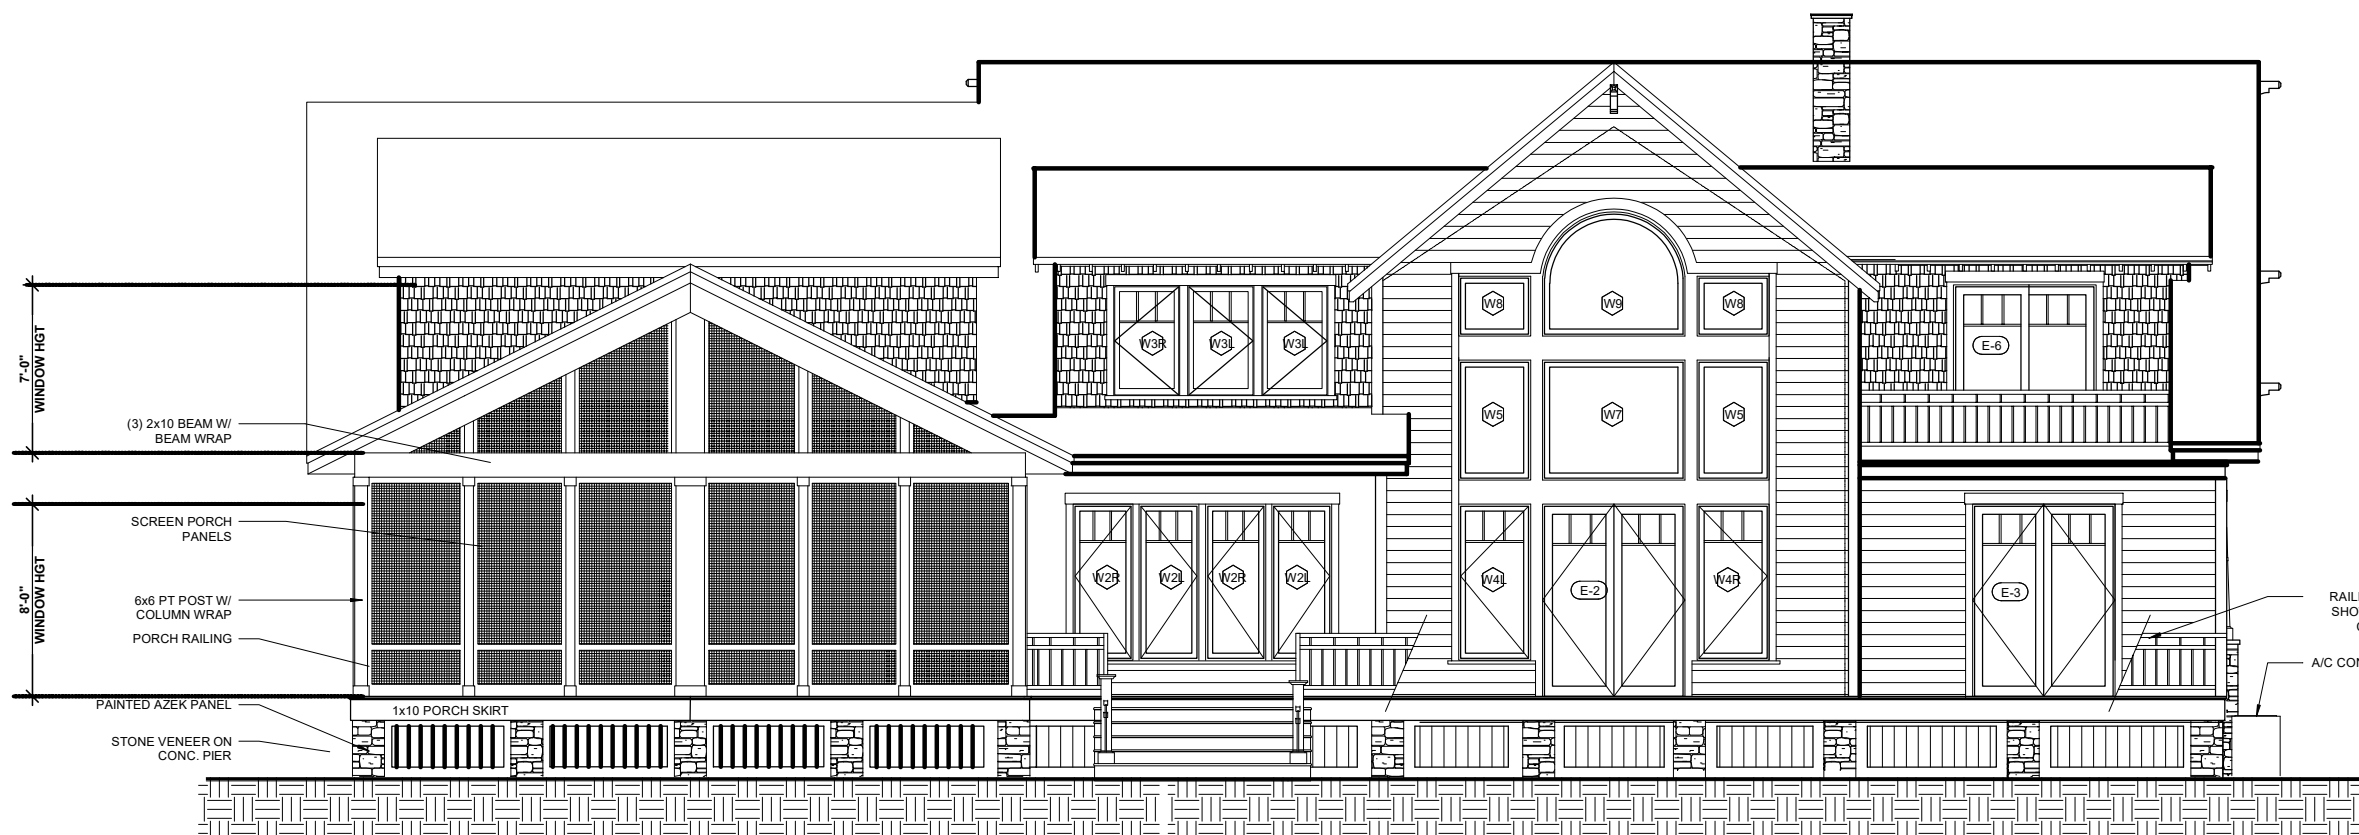 7'-0"
WINDOW HGT
(3) 2x10 BEAM W/
BEAM WRAP
8'-0"
WINDOW HGT
SCREEN PORCH
PANELS
6x6 PT POST W/
COLUMN WRAP
PORCH RAILING
PAINTED AZEK PANEL
1x10 PORCH SKIRT
STONE VENEER ON
CONC. PIER
W3R
W3L
W3L
W8
W9
W8
E-6
W5
W7
W5
W2R
W2L
W2R
W2L
W4L
E-2
W4R
E-3
RAIL
SHO
A/C CON